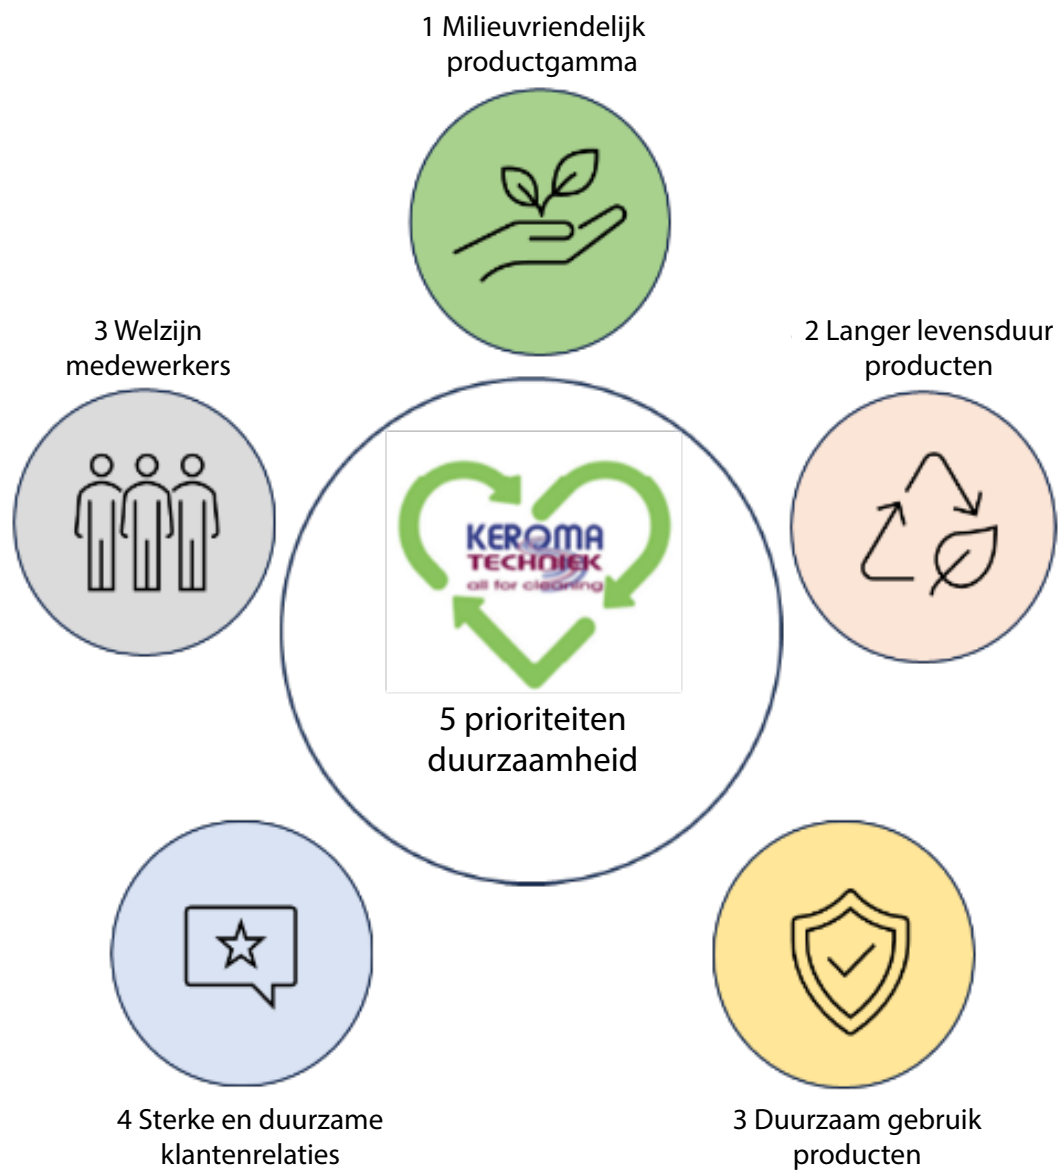 1 Milieuvriendelijk
productgamma
3 Welzijn
medewerkers
2 Langer levensduur
producten
KEROMA
TECHNIEK
all for cleaning
5 prioriteiten
duurzaamheid
4 Sterke en duurzame
klantenrelaties
3 Duurzaam gebruik
producten